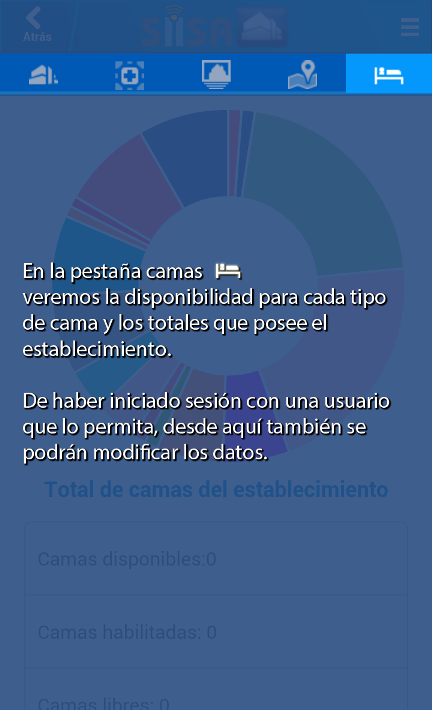 Atrás
SIISA
En la pestaña camas
veremos la disponibilidad para cada tipo
de cama y los totales que posee el
establecimiento.
De haber iniciado sesión con una usuario
que lo permita, desde aquí también se
podrán modificar los datos.
Total de camas del establecimiento
Camas disponibles:0
Camas habilitadas: 0
Camas libres: 0